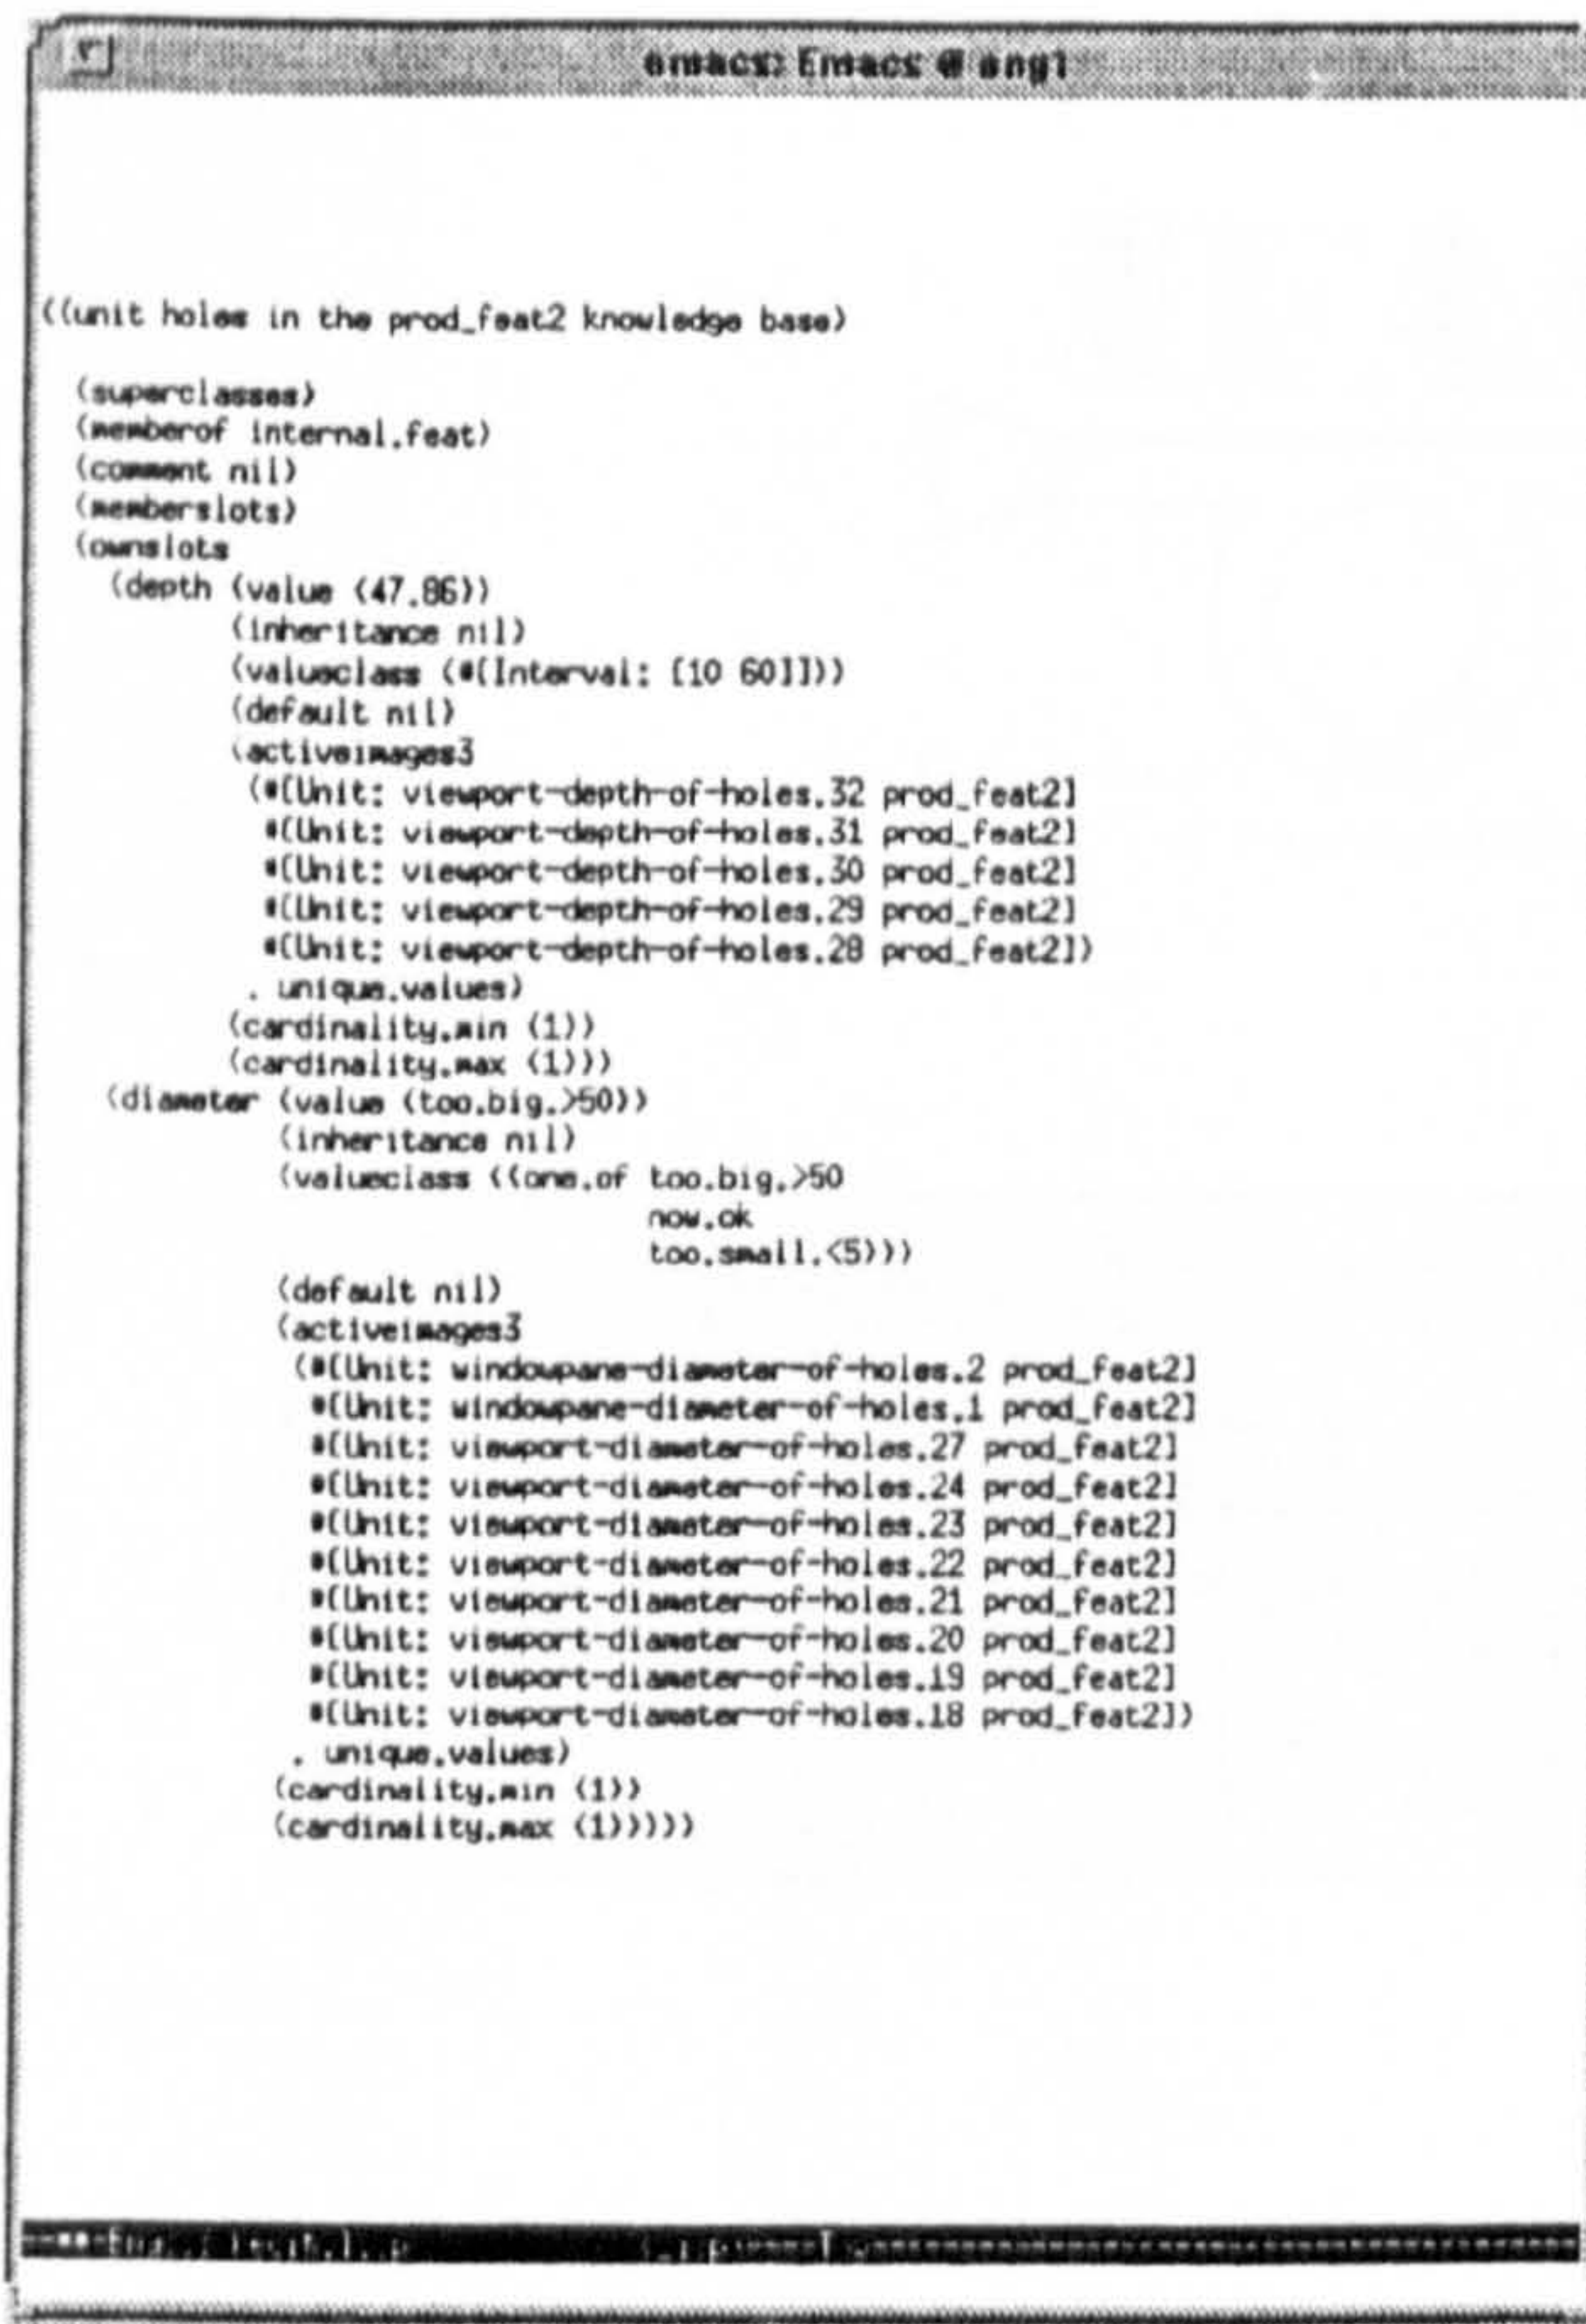 emacs: Emacs @ eng1
((unit holes in the prod_feat2 knowledge base)
(superclasses)
(memberof internal.feat)
(comment nil)
(memberslots)
(ownslots
(depth (value (47.86))
(inheritance nil)
(valueclass (#[Interval: [10 60]]))
(default nil)
(activeimages3
(#[Unit: viewport-depth-of-holes.32 prod_feat2]
#[Unit: viewport-depth-of-holes.31 prod_feat2]
#[Unit: viewport-depth-of-holes.30 prod_feat2]
#[Unit: viewport-depth-of-holes.29 prod_feat2]
#[Unit: viewport-depth-of-holes.28 prod_feat2])
. unique.values)
(cardinality.min (1))
(cardinality.max (1)))
(diameter (value (too.big.>50))
(inheritance nil)
(valueclass ((one.of too.big.>50
now.ok
too.small.<5)))
(default nil)
(activeimages3
(#[Unit: windowpane-diameter-of-holes.2 prod_feat2]
#[Unit: windowpane-diameter-of-holes.1 prod_feat2]
#[Unit: viewport-diameter-of-holes.27 prod_feat2]
#[Unit: viewport-diameter-of-holes.24 prod_feat2]
#[Unit: viewport-diameter-of-holes.23 prod_feat2]
#[Unit: viewport-diameter-of-holes.22 prod_feat2]
#[Unit: viewport-diameter-of-holes.21 prod_feat2]
#[Unit: viewport-diameter-of-holes.20 prod_feat2]
#[Unit: viewport-diameter-of-holes.19 prod_feat2]
#[Unit: viewport-diameter-of-holes.18 prod_feat2])
. unique.values)
(cardinality.min (1))
(cardinality.max (1)))))